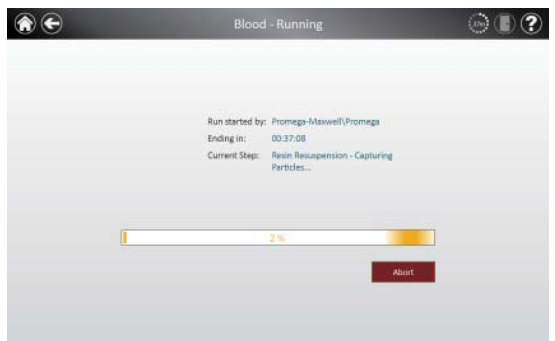 Blood - Running
37m
?
Run started by: Promega-Maxwell\Promega
Ending in: 00:37:08
Current Step: Resin Resuspension - Capturing
Particles...
2 %
Abort